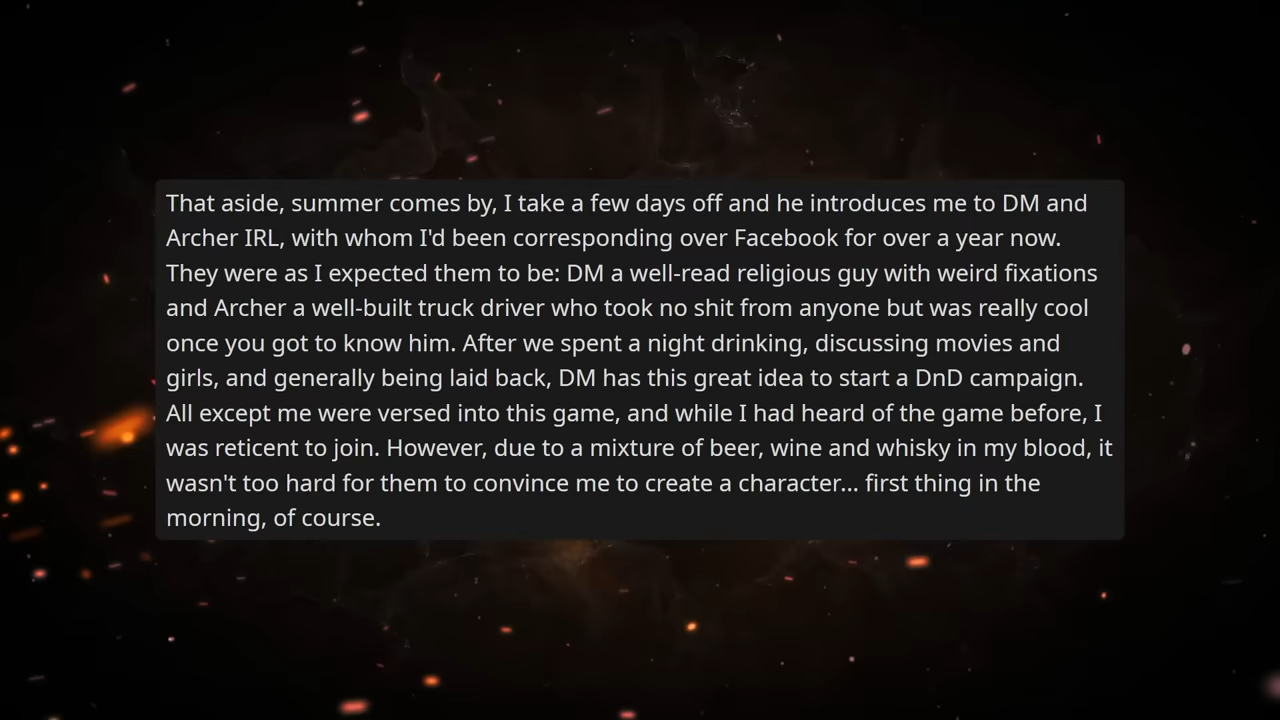 That aside, summer comes by, I take a few days off and he introduces me to DM and
Archer IRL, with whom I'd been corresponding over Facebook for over a year now.
They were as I expected them to be: DM a well-read religious guy with weird fixations
and Archer a well-built truck driver who took no shit from anyone but was really cool
once you got to know him. After we spent a night drinking, discussing movies and
girls, and generally being laid back, DM has this great idea to start a DnD campaign.
All except me were versed into this game, and while I had heard of the game before, I
was reticent to join. However, due to a mixture of beer, wine and whisky in my blood, it
wasn't too hard for them to convince me to create a character... first thing in the
morning, of course.